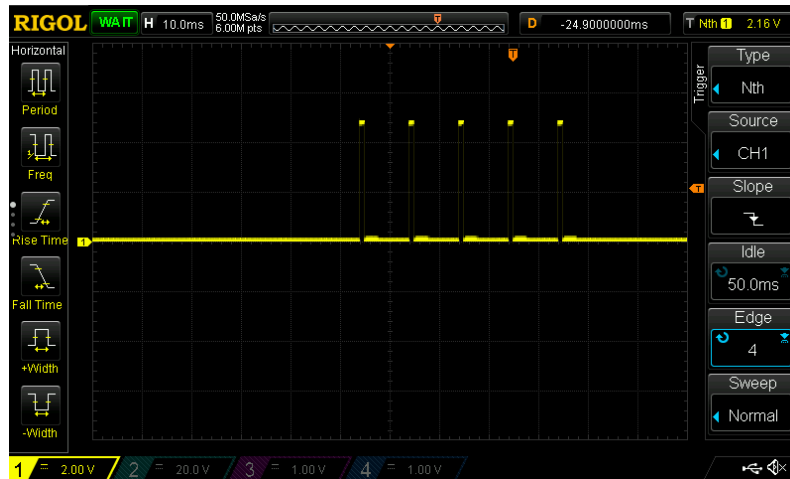 RIGOL WAIT H 10.0ms 50.0MSa/s D -24.9000000ms T Nth 1 2.16 V
6.00M pts
Horizontal
Period
Freq
Rise Time
Fall Time
+Width
-Width
T
T
1
T
Trigger
Type
Nth
Source
CH1
Slope
Idle
50.0ms
Edge
4
Sweep
Normal
1 = 2.00 V 2 = 20.0 V 3 = 1.00 V 4 = 1.00 V